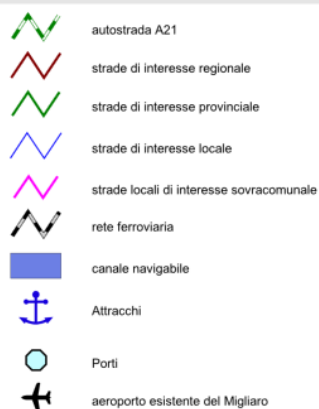 autostrada A21
strade di interesse regionale
strade di interesse provinciale
strade di interesse locale
strade locali di interesse sovracomunale
rete ferroviaria
canale navigabile
Attracchi
Porti
aeroporto esistente del Migliaro